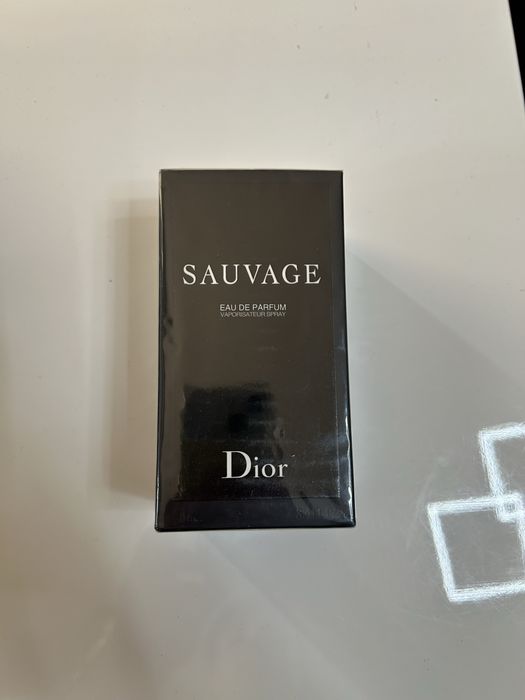 SAUVAGE
EAU DE PARFUM
VAPORISATEUR SPRAY
Dior